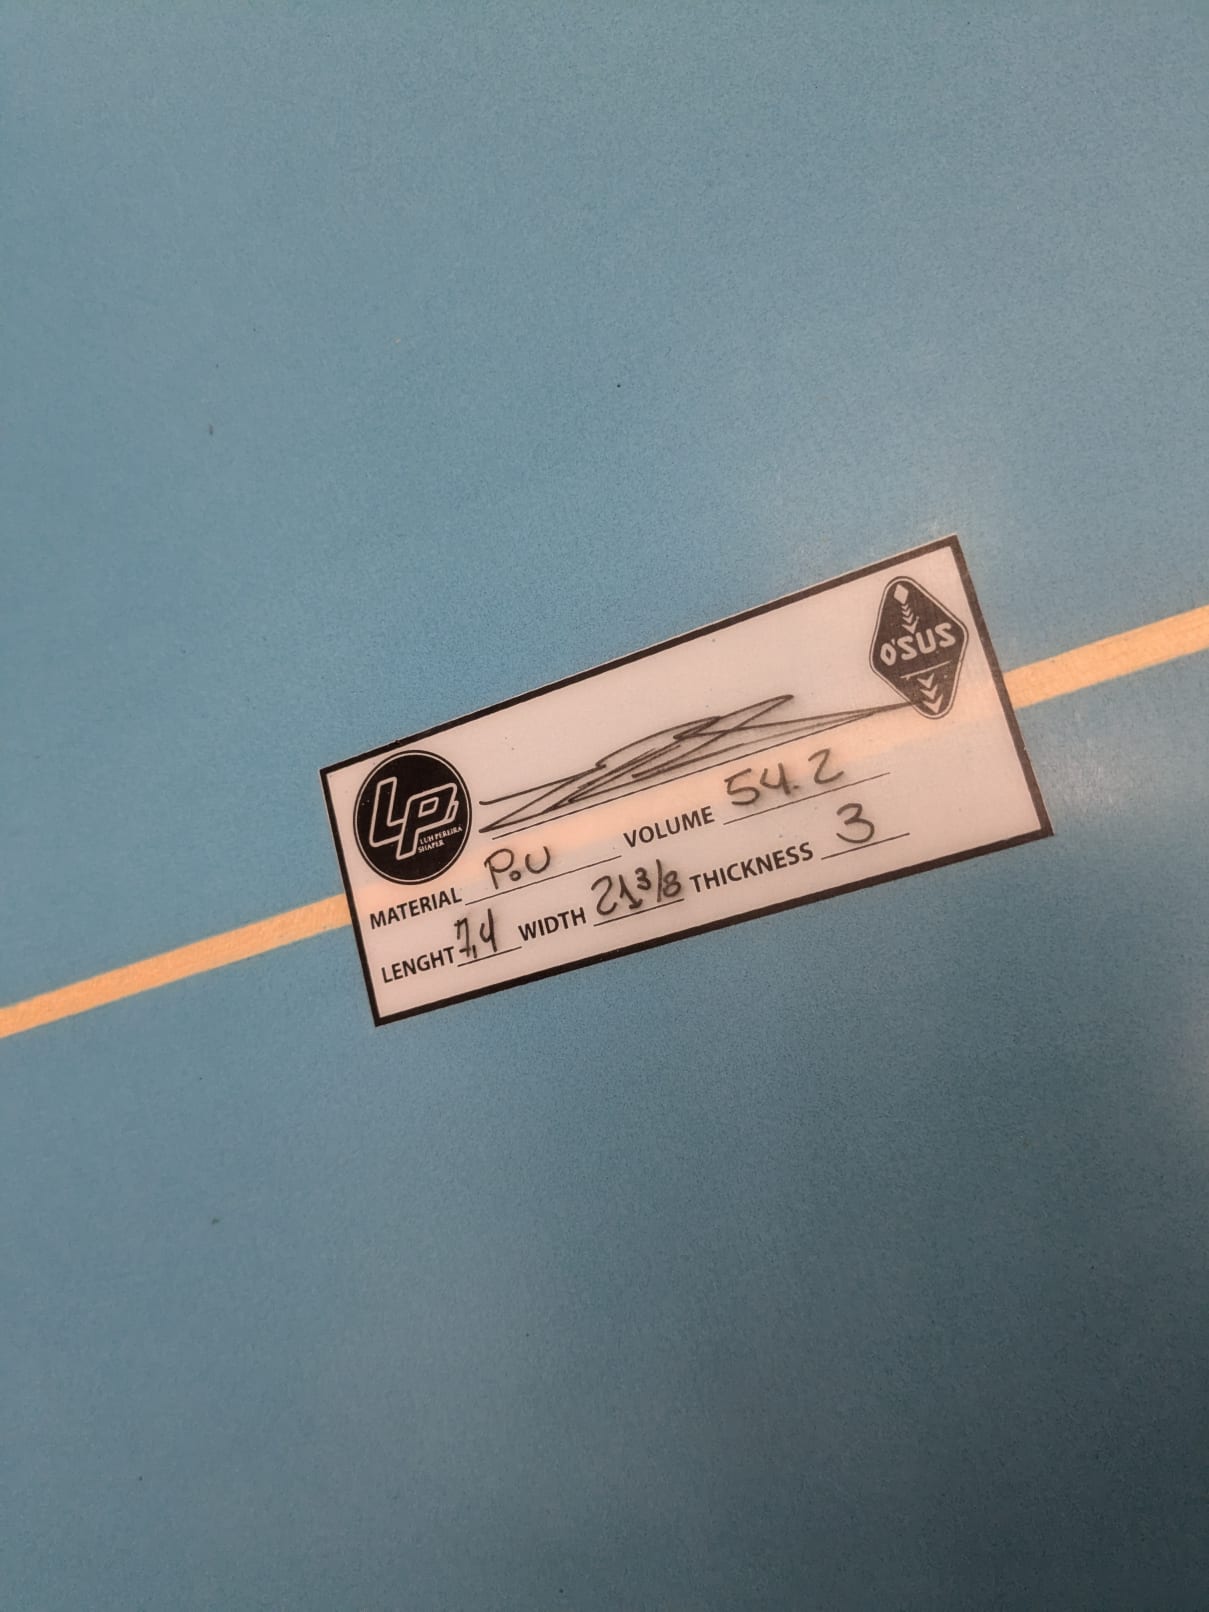 LP
LUH PEREIRA
SHAPER
O'SUS
MATERIAL P.U VOLUME 54.2
LENGHT 7,4 WIDTH 21 3/8 THICKNESS 3